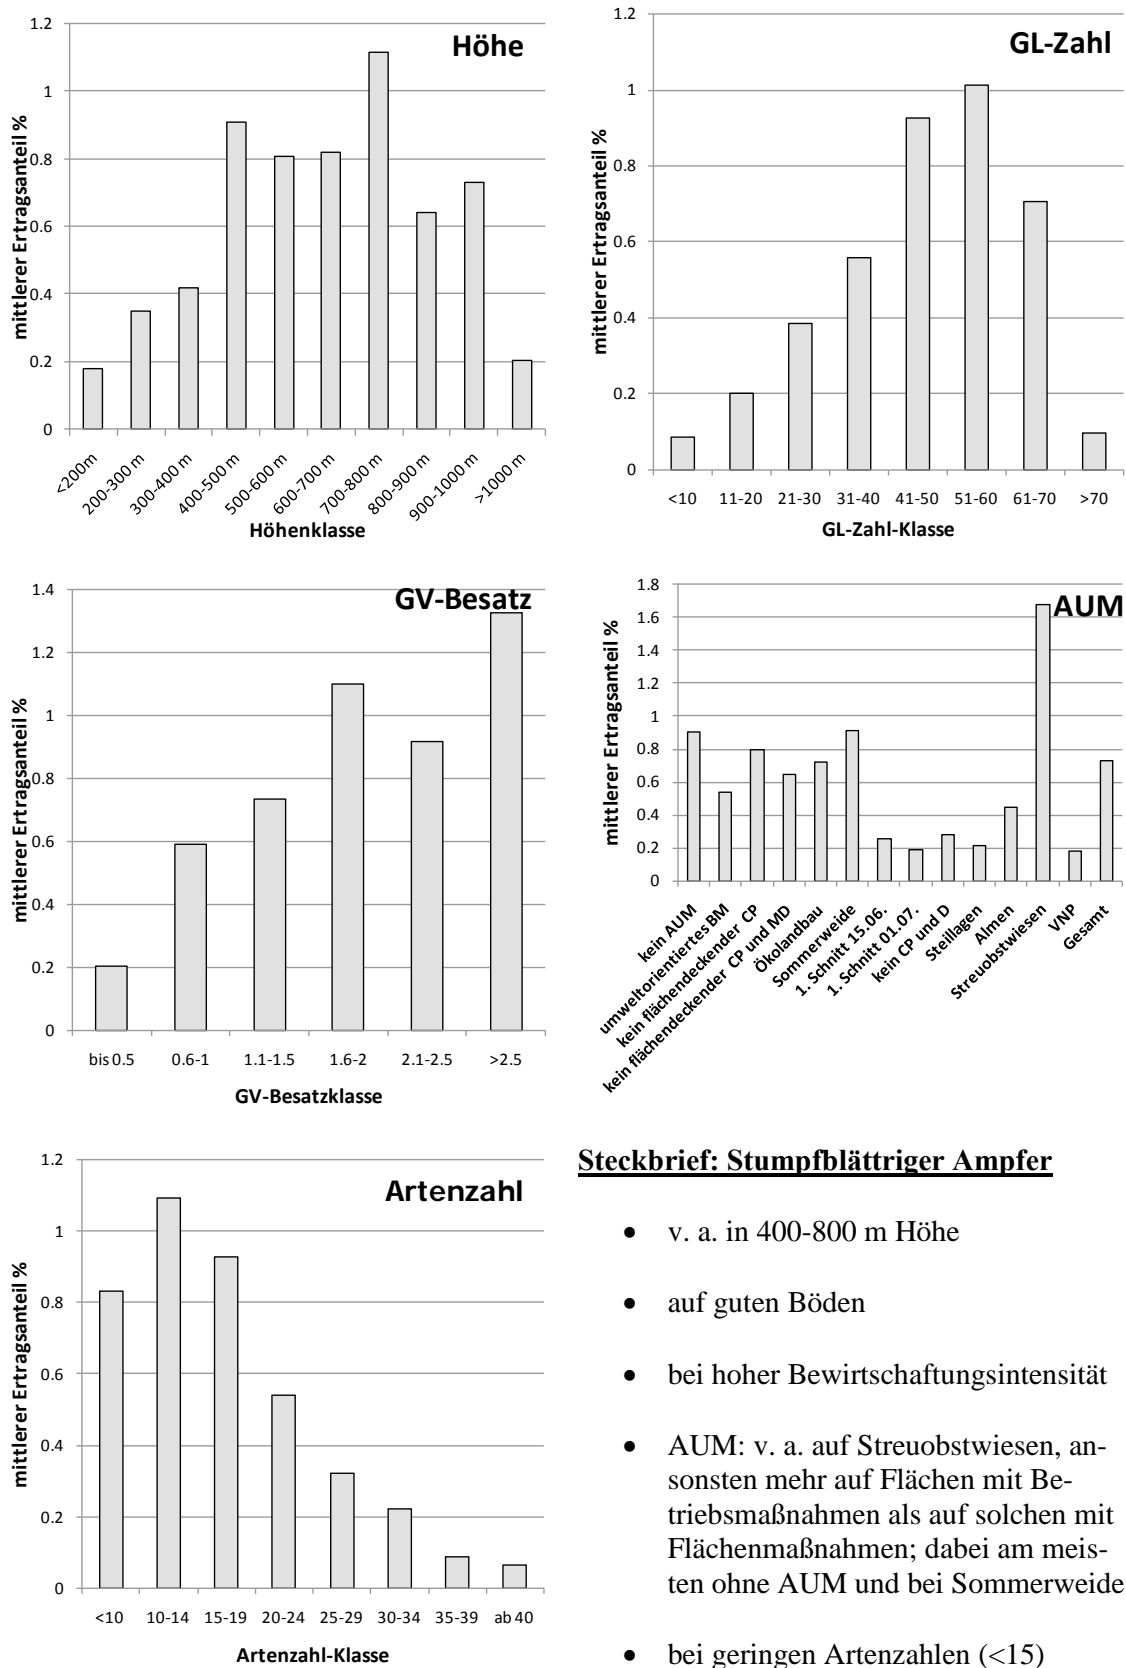 Höhe
mittlerer Ertragsanteil %
1.2
1
0.8
0.6
0.4
0.2
0
<200m
200-300 m
300-400 m
400-500 m
500-600 m
600-700 m
700-800 m
800-900 m
900-1000 m
>1000 m
Höhenklasse
GL-Zahl
mittlerer Ertragsanteil %
1.2
1
0.8
0.6
0.4
0.2
0
<10 11-20 21-30 31-40 41-50 51-60 61-70 >70
GL-Zahl-Klasse
GV-Besatz
mittlerer Ertragsanteil %
1.4
1.2
1
0.8
0.6
0.4
0.2
0
bis 0.5 0.6-1 1.1-1.5 1.6-2 2.1-2.5 >2.5
GV-Besatzklasse
AUM
mittlerer Ertragsanteil %
1.8
1.6
1.4
1.2
1
0.8
0.6
0.4
0.2
0
kein AUM
umweltorientiertes BM
kein flächendeckender CP
kein flächendeckender CP und MD
Ökolandbau
Sommerweide
1. Schnitt 15.06.
1. Schnitt 01.07.
kein CP und D
Steillagen
Almen
Streuobstwiesen
VNP
Gesamt
Artenzahl
mittlerer Ertragsanteil %
1.2
1
0.8
0.6
0.4
0.2
0
<10 10-14 15-19 20-24 25-29 30-34 35-39 ab 40
Artenzahl-Klasse
Steckbrief: Stumpfblättriger Ampfer
• v. a. in 400-800 m Höhe
• auf guten Böden
• bei hoher Bewirtschaftungsintensität
• AUM: v. a. auf Streuobstwiesen, an-
sonsten mehr auf Flächen mit Be-
triebsmaßnahmen als auf solchen mit
Flächenmaßnahmen; dabei am meis-
ten ohne AUM und bei Sommerweide
• bei geringen Artenzahlen (<15)